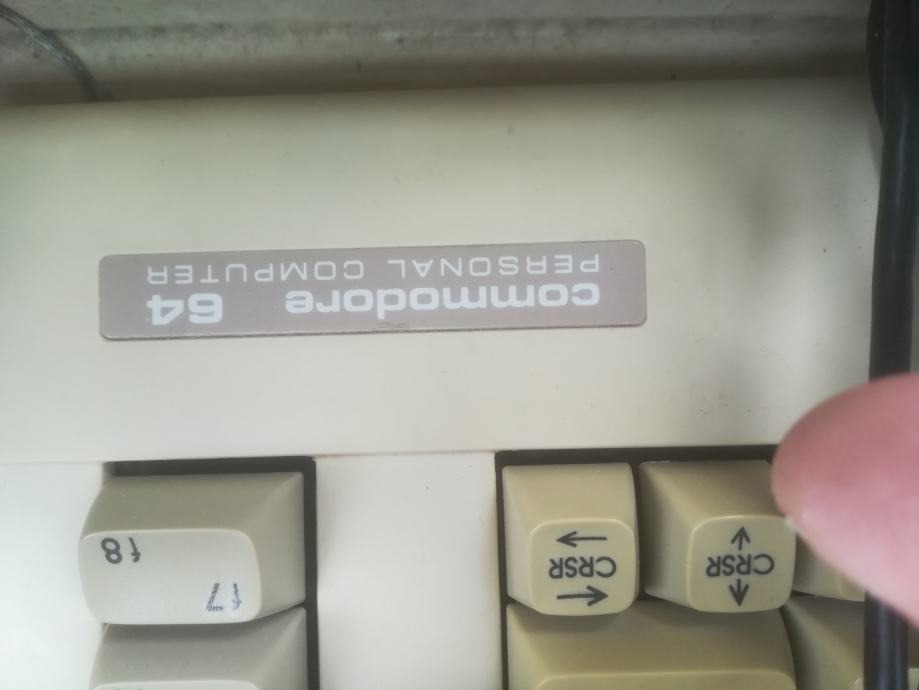 commodore 64
PERSONAL COMPUTER
CRSR
CRSR
f7
f8